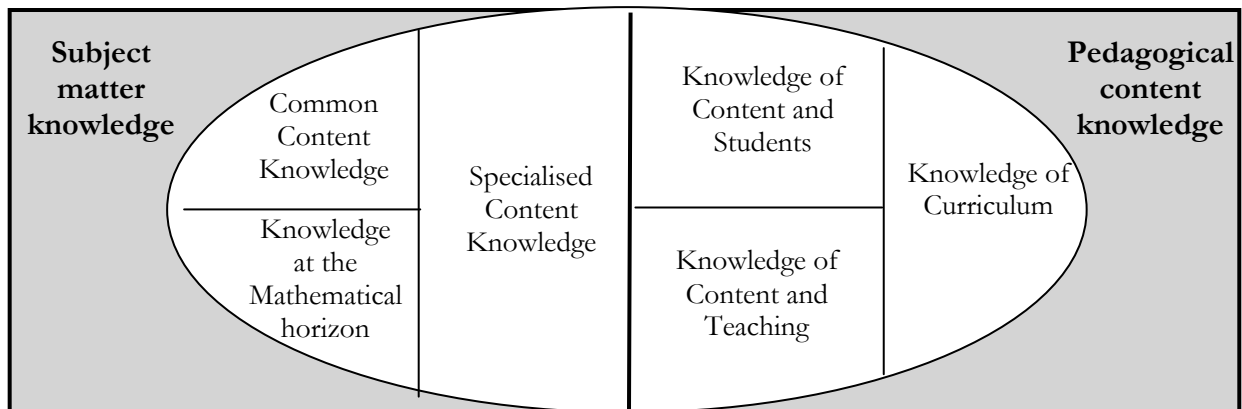 Subject
matter
knowledge
Common
Content
Knowledge
Knowledge
at the
Mathematical
horizon
Specialised
Content
Knowledge
Knowledge of
Content and
Students
Knowledge of
Content and
Teaching
Knowledge of
Curriculum
Pedagogical
content
knowledge